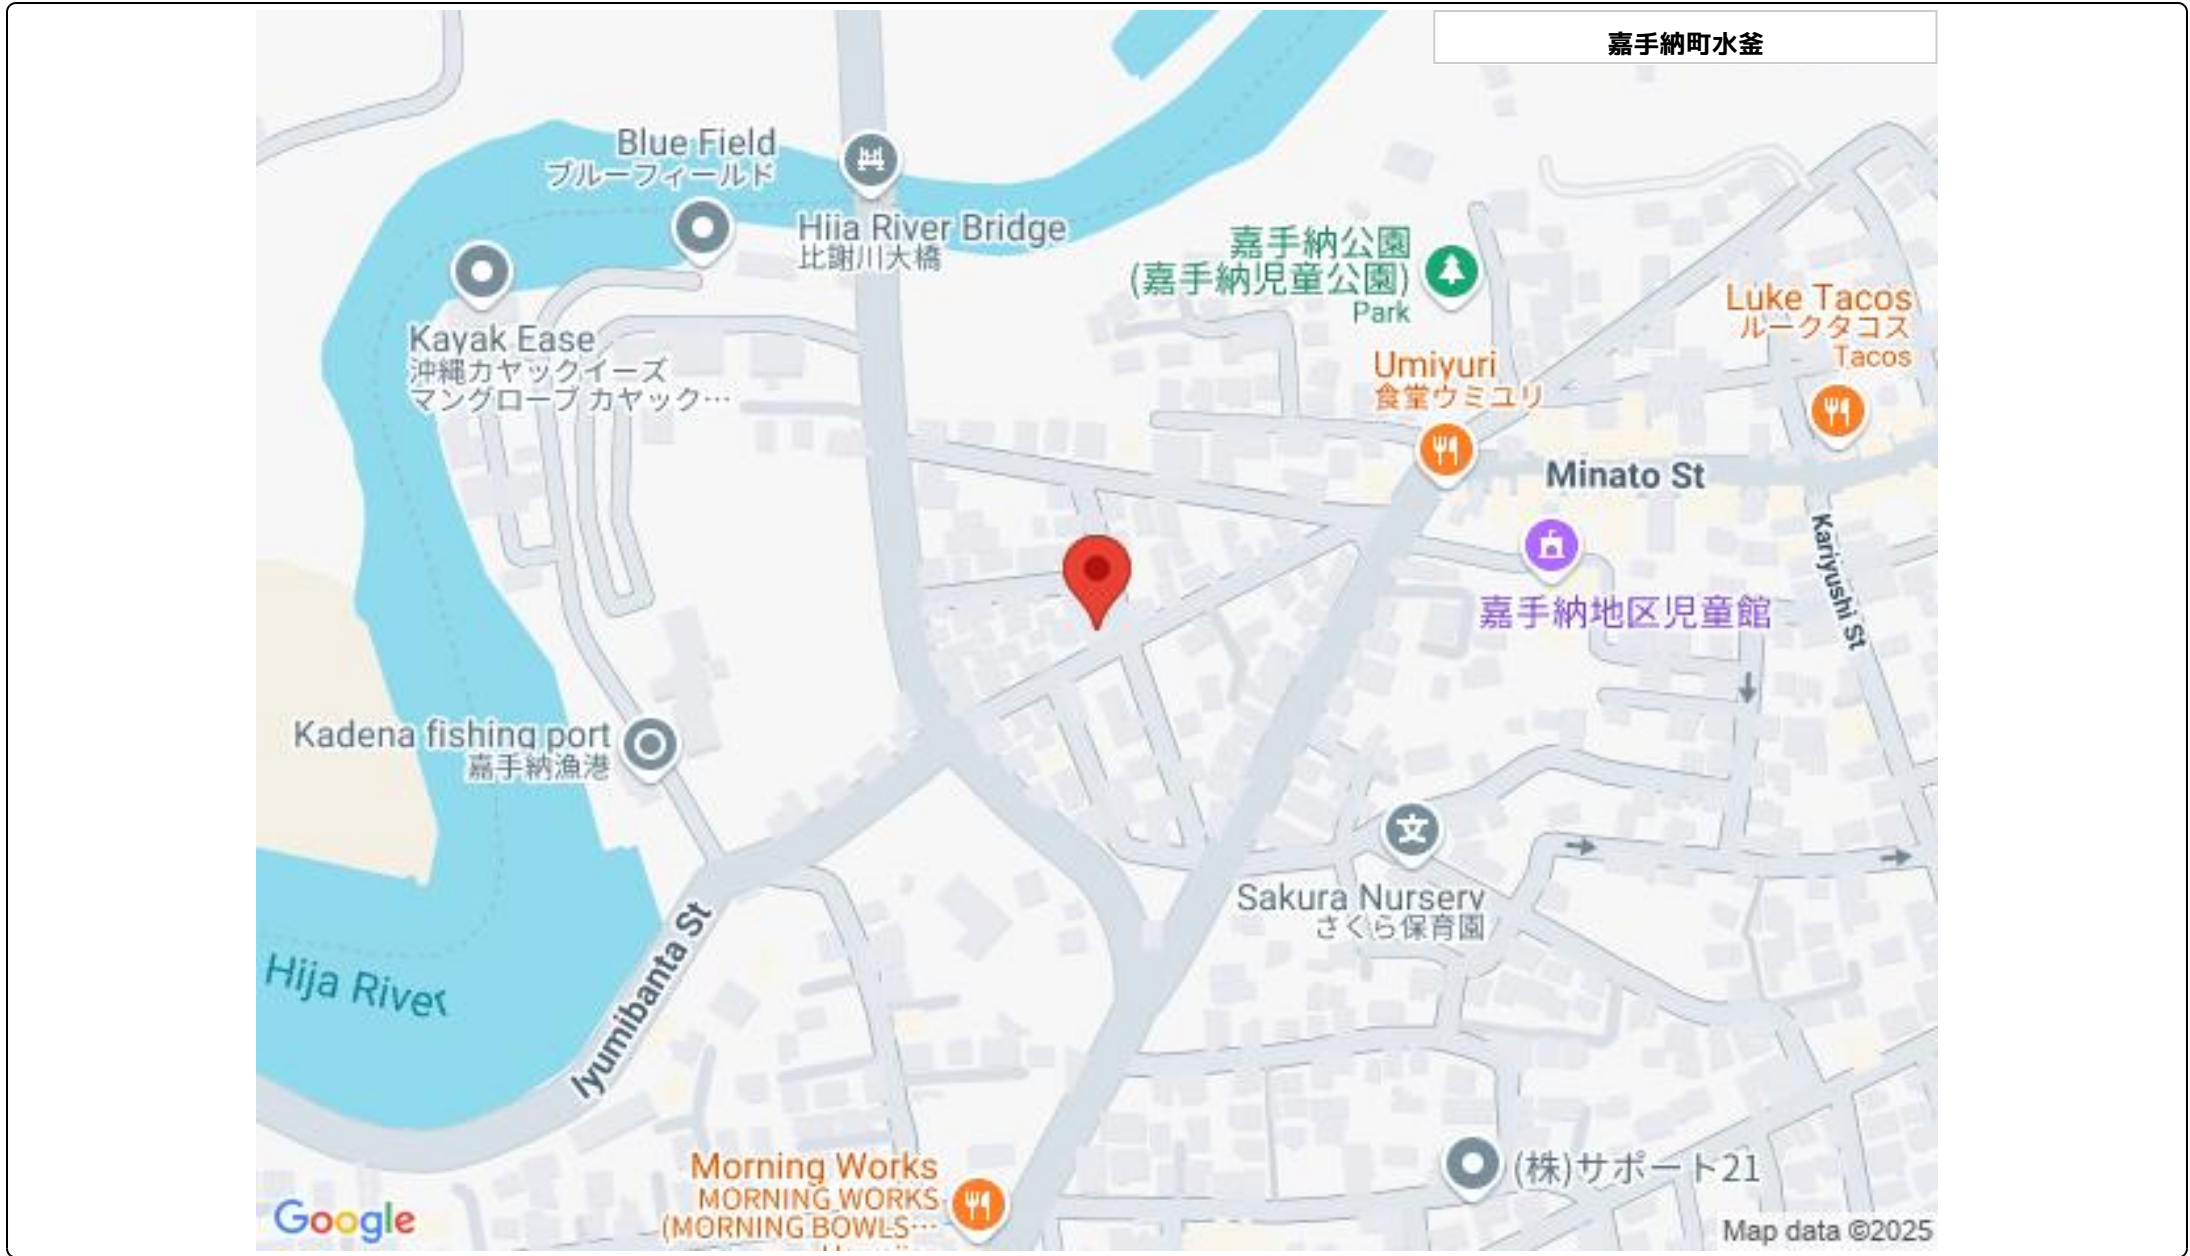 嘉手納町水釜
Blue Field
ブルーフィールド
Hija River Bridge
比謝川大橋
嘉手納公園
(嘉手納児童公園)
Park
Luke Tacos
ルークタコス
Tacos
Kayak Ease
沖縄カヤックイーズ
マングローブ カヤック…
Umiyuri
食堂ウミユリ
Minato St
Kariyushi St
嘉手納地区児童館
Kadena fishing port
嘉手納漁港
Sakura Nursery
さくら保育園
Hija River
Iyumibanta St
Morning Works
MORNING WORKS
(MORNING BOWLS…
(株)サポート21
Google
Map data ©2025